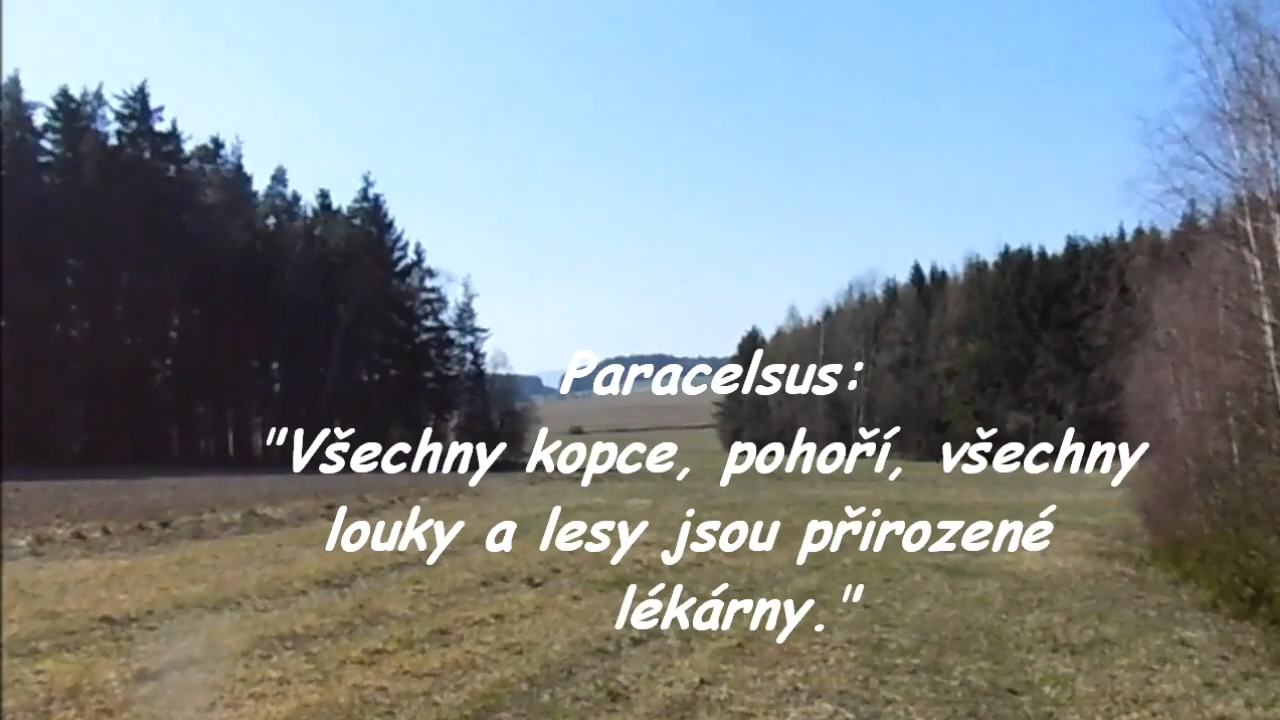 Paracelsus:
"Všechny kopce, pohoří, všechny
louky a lesy jsou přirozené
lékárny."